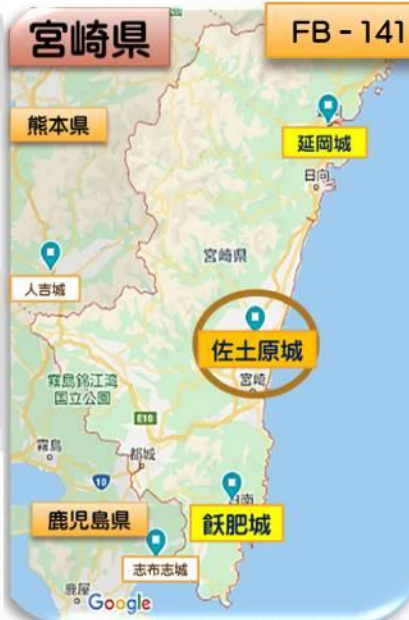 宮崎県
FB - 141
熊本県
延岡城
日向
宮崎県
人吉城
佐土原城
霧島錦江湾
国立公園
宮崎
E10
霧島
都城
10
日南
鹿児島県
飫肥城
志布志城
鹿屋
Google